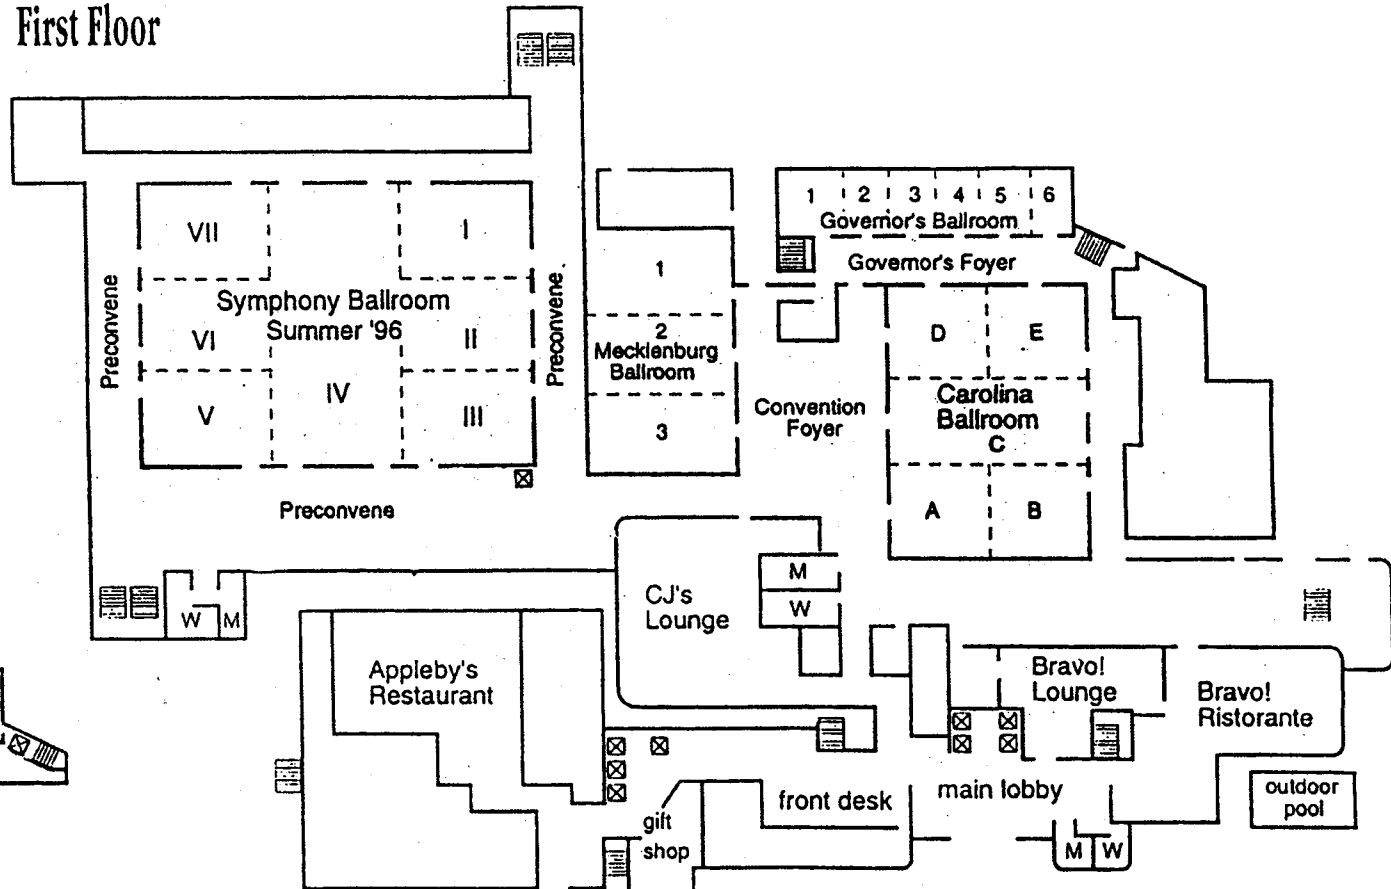 First Floor
VII
I
Symphony Ballroom
Summer '96
VI
II
V
IV
III
Preconvene
Preconvene
Preconvene
W
M
1
2
Mecklenburg
Ballroom
3
1
2
3
4
5
6
Governor's Ballroom
Governor's Foyer
Convention
Foyer
D
E
Carolina
Ballroom
C
A
B
CJ's
Lounge
M
W
Appleby's
Restaurant
Bravo!
Lounge
Bravo!
Ristorante
front desk
main lobby
gift
shop
outdoor
pool
M
W